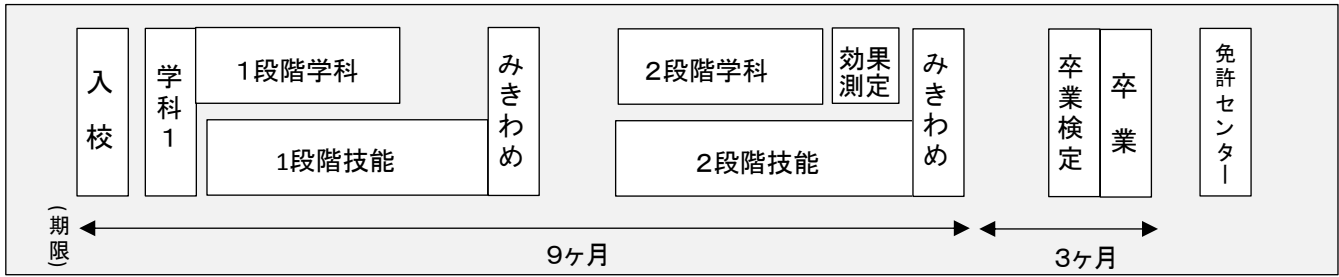 入校
学科1
1段階学科
1段階技能
みきわめ
2段階学科
効果
測定
2段階技能
みきわめ
卒業検定
卒業
免許センター
(期限)
9ヶ月
3ヶ月